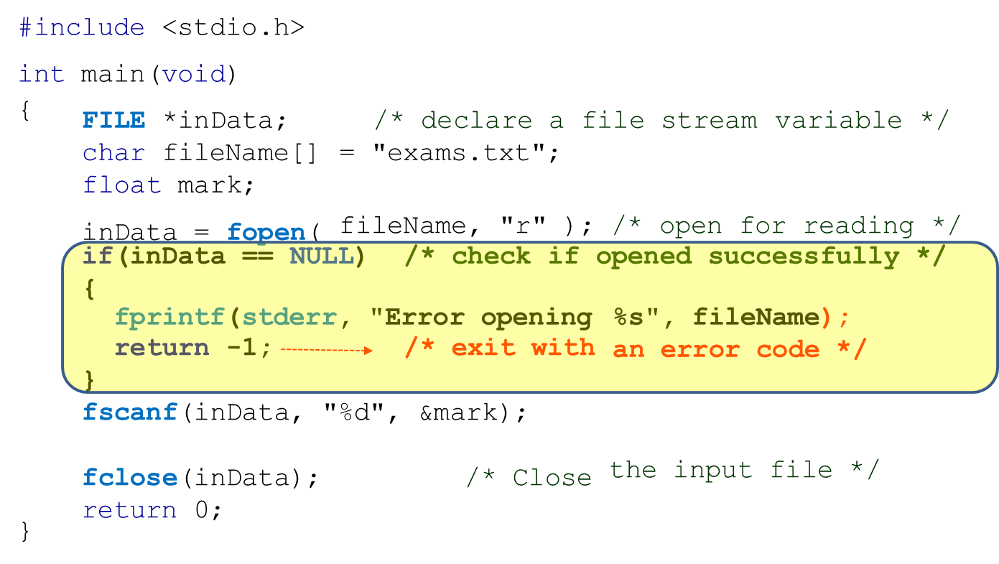 #include <stdio.h>
int main(void)
{
FILE *inData; /* declare a file stream variable */
char fileName[] = "exams.txt";
float mark;
inData = fopen( fileName, "r" ); /* open for reading */
if(inData == NULL) /* check if opened successfully */
{
fprintf(stderr, "Error opening %s", fileName);
return -1; /* exit with an error code */
}
fscanf(inData, "%d", &mark);
fclose(inData); /* Close the input file */
return 0;
}